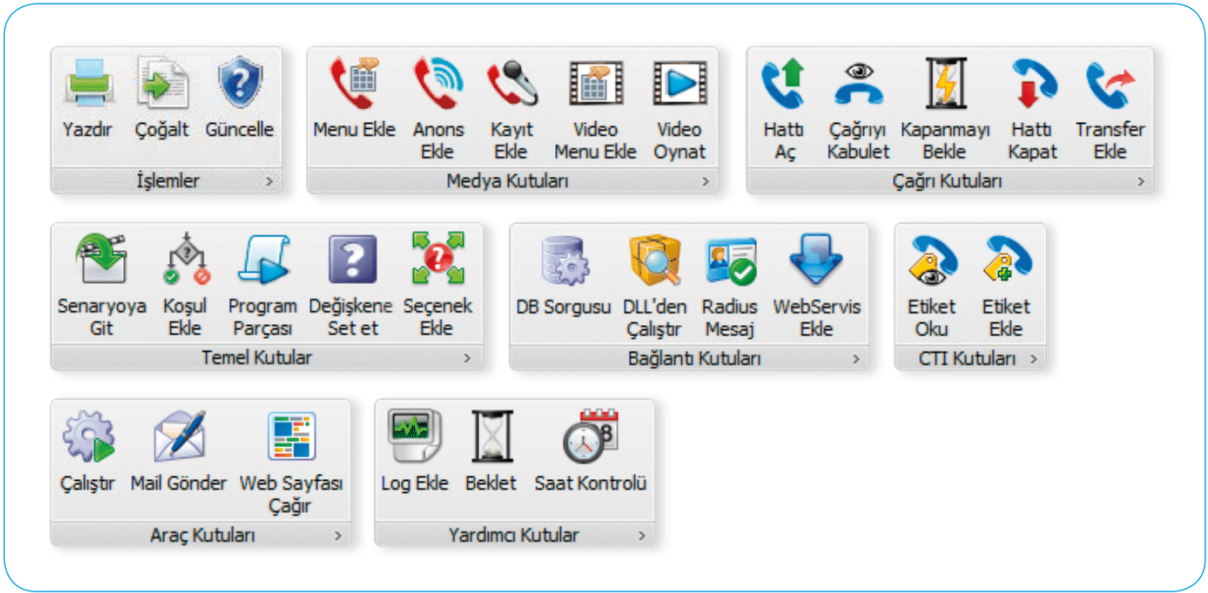 Yazdır Çoğalt Güncelle
İşlemler
Menu Ekle Anons Ekle Kayıt Ekle Video Menu Ekle Video Oynat
Medya Kutuları
Hattı Aç Çağrıyı Kabulet Kapanmayı Bekle Hattı Kapat Transfer Ekle
Çağrı Kutuları
Senaryoya Git Koşul Ekle Program Parçası Değişkene Set et Seçenek Ekle
Temel Kutular
DB Sorgusu DLL'den Çalıştır Radius Mesaj WebServis Ekle
Bağlantı Kutuları
Etiket Oku Etiket Ekle
CTI Kutuları
Çalıştır Mail Gönder Web Sayfası Çağır
Araç Kutuları
Log Ekle Beklet Saat Kontrolü
Yardımcı Kutular